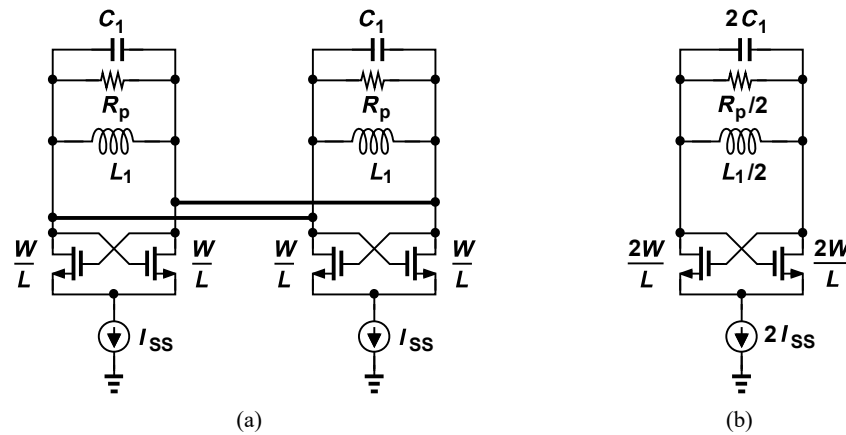 C1 C1 2C1
Rp Rp Rp/2
L1 L1 L1/2
W/L W/L W/L W/L 2W/L 2W/L
ISS ISS 2ISS
(a) (b)